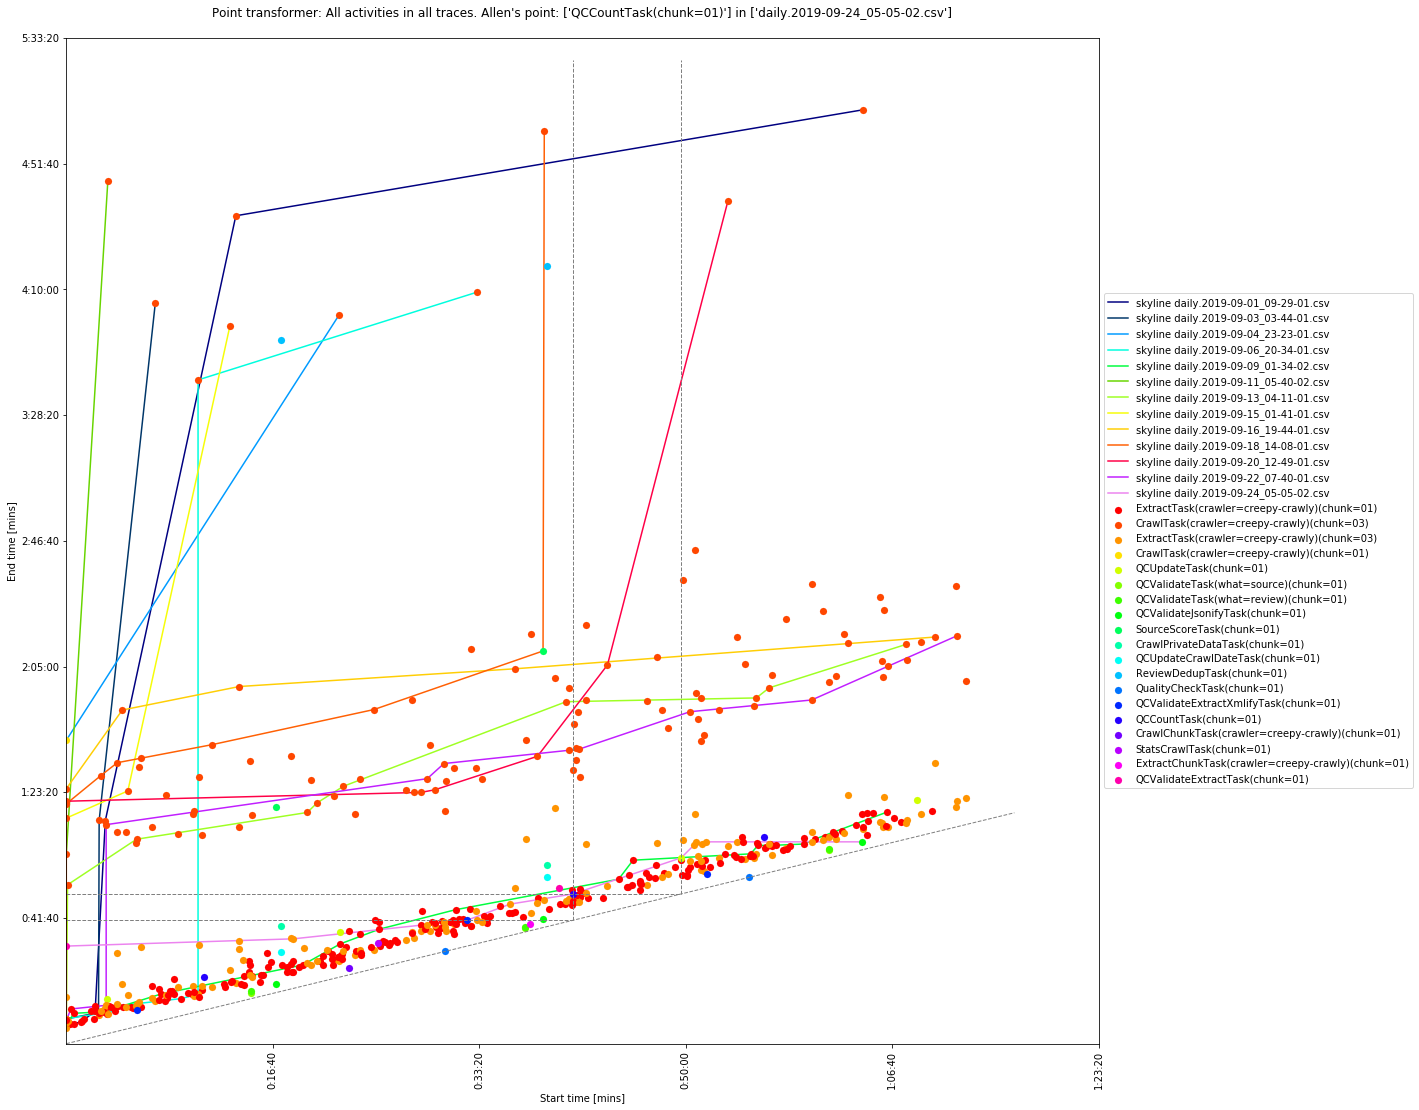 Point transformer: All activities in all traces. Allen's point: ['QCCountTask(chunk=01)'] in ['daily.2019-09-24_05-05-02.csv']
5:33:20
4:51:40
4:10:00
3:28:20
2:46:40
2:05:00
1:23:20
0:41:40
End time [mins]
0:16:40
0:33:20
0:50:00
1:06:40
1:23:20
Start time [mins]
skyline daily.2019-09-01_09-29-01.csv
skyline daily.2019-09-03_03-44-01.csv
skyline daily.2019-09-04_23-23-01.csv
skyline daily.2019-09-06_20-34-01.csv
skyline daily.2019-09-09_01-34-02.csv
skyline daily.2019-09-11_05-40-02.csv
skyline daily.2019-09-13_04-11-01.csv
skyline daily.2019-09-15_01-41-01.csv
skyline daily.2019-09-16_19-44-01.csv
skyline daily.2019-09-18_14-08-01.csv
skyline daily.2019-09-20_12-49-01.csv
skyline daily.2019-09-22_07-40-01.csv
skyline daily.2019-09-24_05-05-02.csv
ExtractTask(crawler=creepy-crawly)(chunk=01)
CrawlTask(crawler=creepy-crawly)(chunk=03)
ExtractTask(crawler=creepy-crawly)(chunk=03)
CrawlTask(crawler=creepy-crawly)(chunk=01)
QCUpdateTask(chunk=01)
QCValidateTask(what=source)(chunk=01)
QCValidateTask(what=review)(chunk=01)
QCValidateJsonifyTask(chunk=01)
SourceScoreTask(chunk=01)
CrawlPrivateDataTask(chunk=01)
QCUpdateCrawlDateTask(chunk=01)
ReviewDedupTask(chunk=01)
QualityCheckTask(chunk=01)
QCValidateExtractXmlifyTask(chunk=01)
QCCountTask(chunk=01)
CrawlChunkTask(crawler=creepy-crawly)(chunk=01)
StatsCrawlTask(chunk=01)
ExtractChunkTask(crawler=creepy-crawly)(chunk=01)
QCValidateExtractTask(chunk=01)